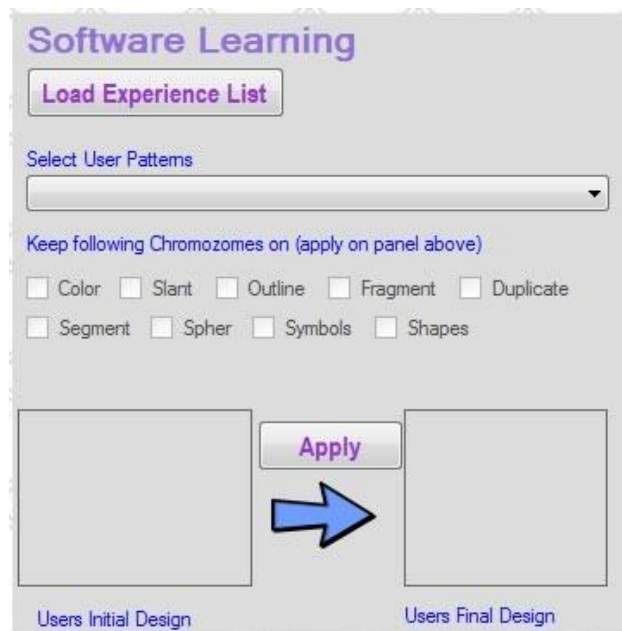 Software Learning
Load Experience List
Select User Patterns
Keep following Chromozomes on (apply on panel above)
Color Slant Outline Fragment Duplicate
Segment Spher Symbols Shapes
Apply
Users Initial Design Users Final Design